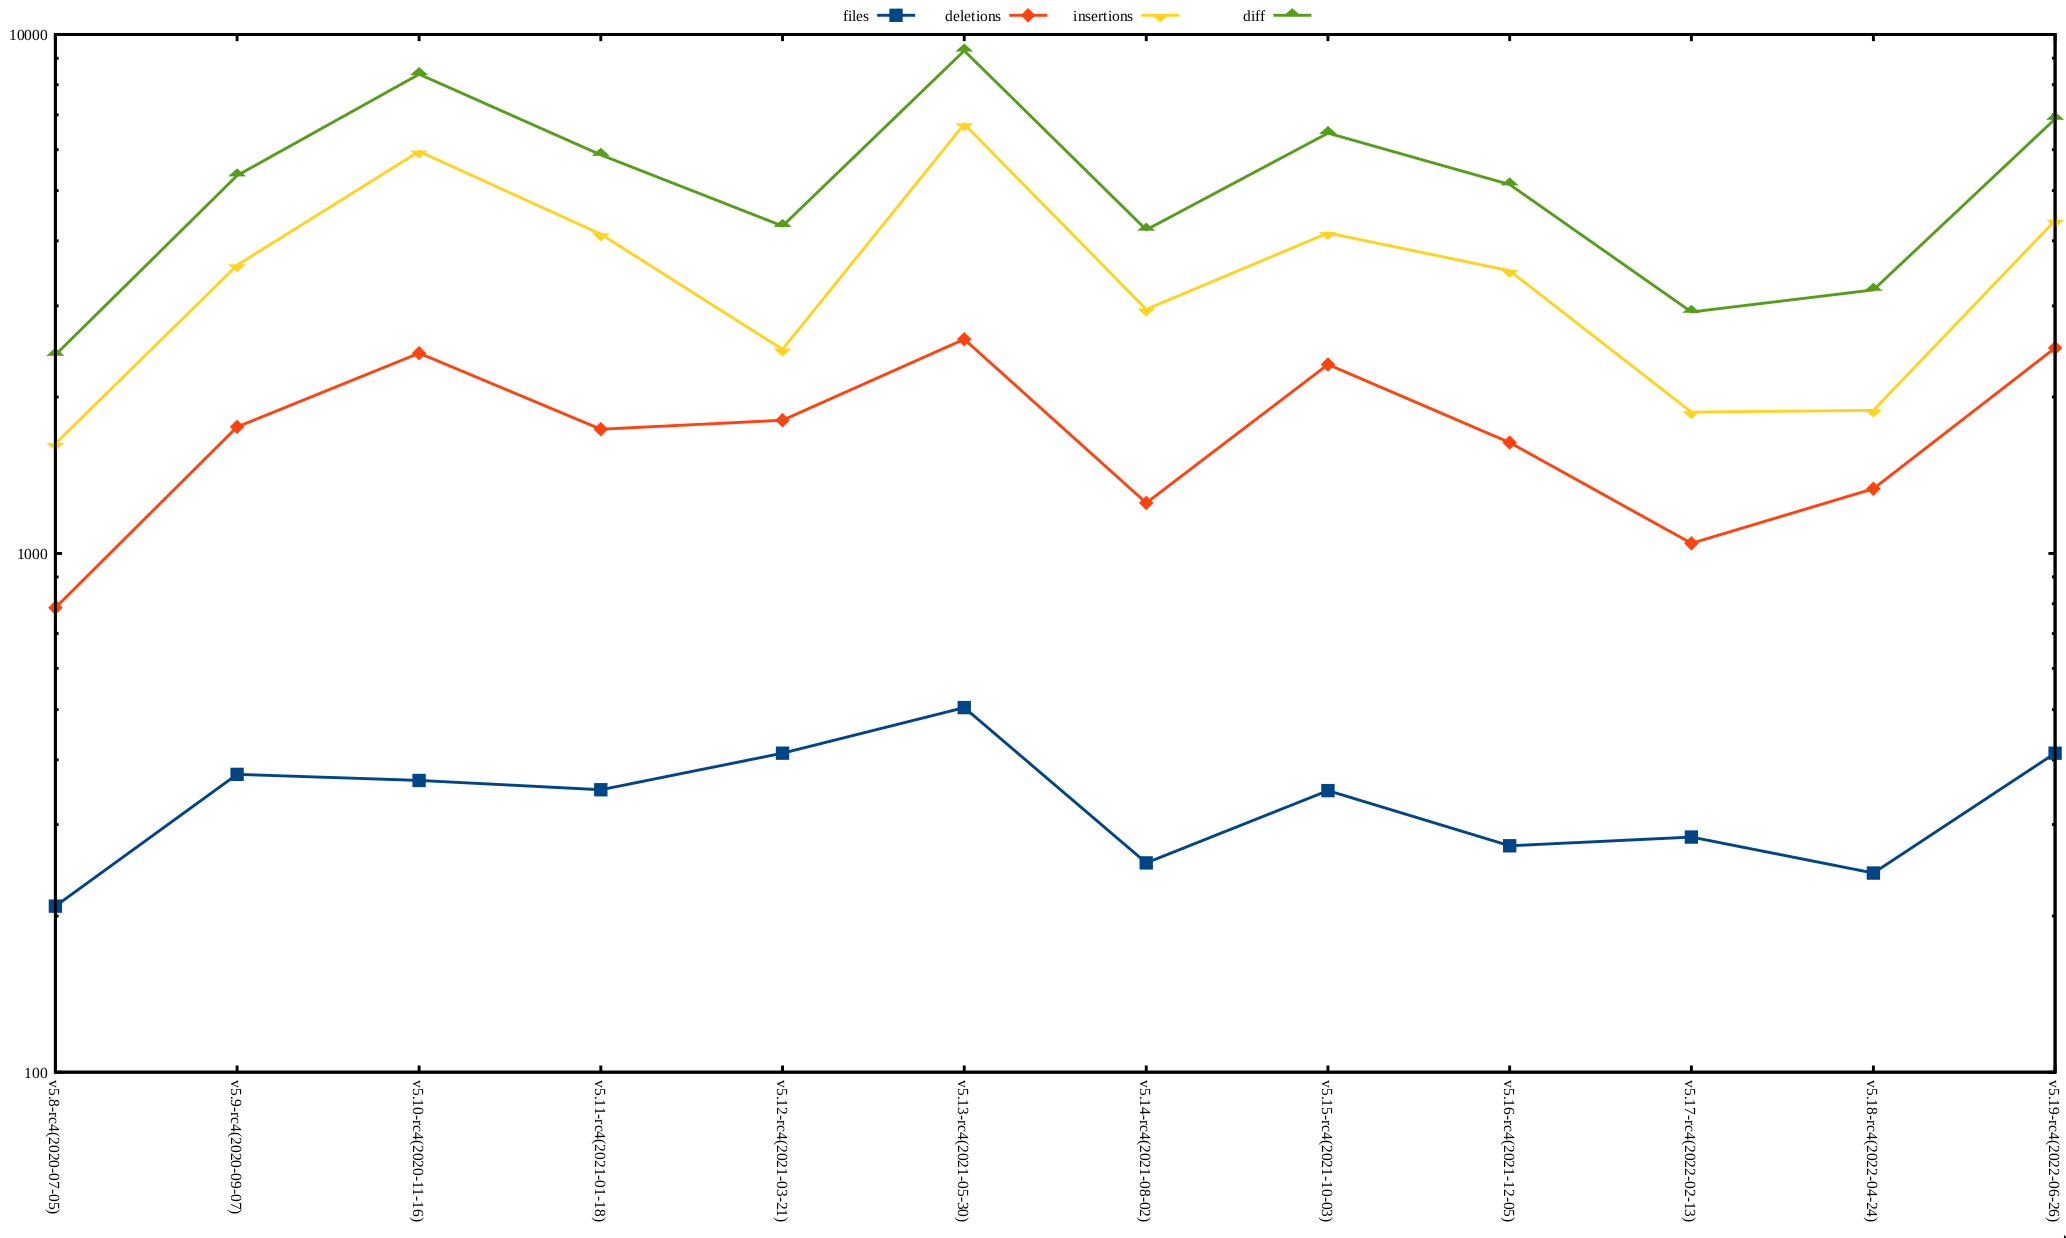 files deletions insertions diff
10000
1000
100
v5.8-rc4(2020-07-05)
v5.9-rc4(2020-09-07)
v5.10-rc4(2020-11-16)
v5.11-rc4(2021-01-18)
v5.12-rc4(2021-03-21)
v5.13-rc4(2021-05-30)
v5.14-rc4(2021-08-02)
v5.15-rc4(2021-10-03)
v5.16-rc4(2021-12-05)
v5.17-rc4(2022-02-13)
v5.18-rc4(2022-04-24)
v5.19-rc4(2022-06-26)